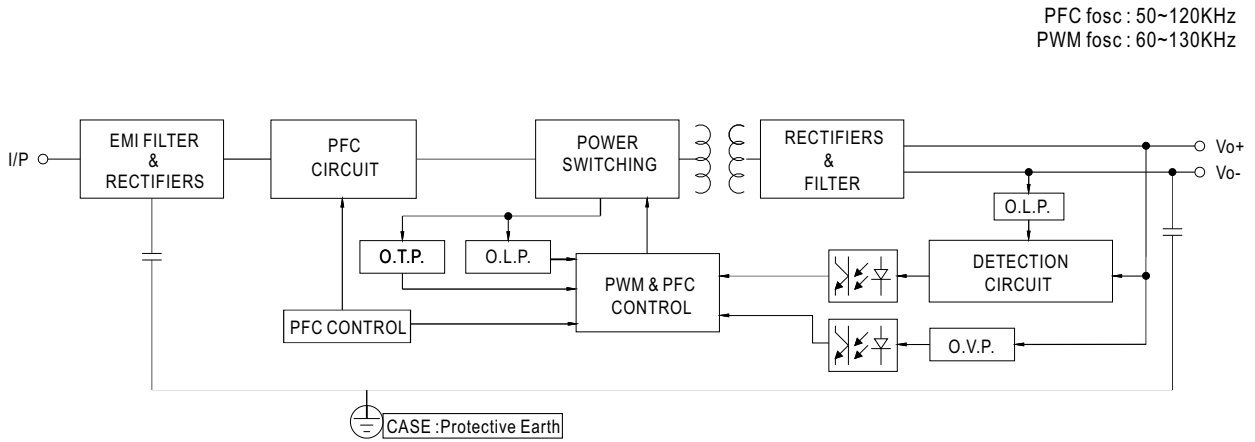 PFC fosc : 50~120KHz
PWM fosc : 60~130KHz
I/P
EMI FILTER
&
RECTIFIERS
PFC
CIRCUIT
POWER
SWITCHING
RECTIFIERS
&
FILTER
Vo+
Vo-
O.L.P.
O.T.P.
O.L.P.
PWM & PFC
CONTROL
DETECTION
CIRCUIT
PFC CONTROL
O.V.P.
CASE :Protective Earth